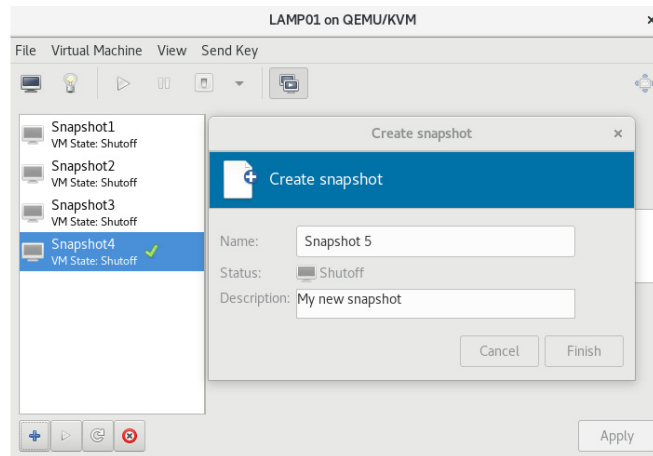 LAMP01 on QEMU/KVM
File Virtual Machine View Send Key
Snapshot1
VM State: Shutoff
Snapshot2
VM State: Shutoff
Snapshot3
VM State: Shutoff
Snapshot4
VM State: Shutoff
Create snapshot
Create snapshot
Name: Snapshot 5
Status: Shutoff
Description: My new snapshot
Cancel Finish
Apply